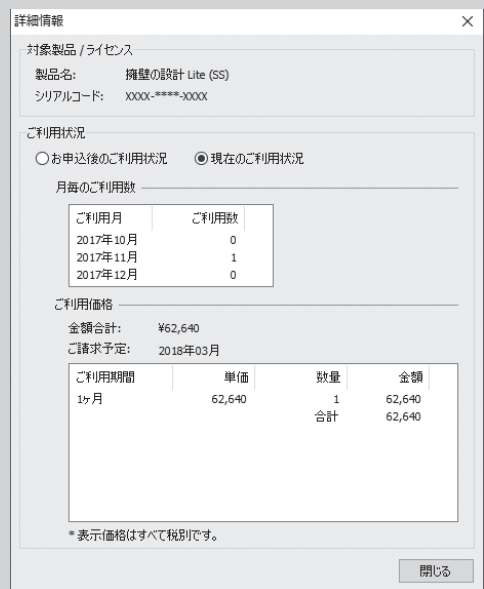 詳細情報
対象製品 / ライセンス
製品名: 擁壁の設計 Lite (SS)
シリアルコード: XXXX-****-XXXX
ご利用状況
お申込後のご利用状況 現在のご利用状況
月毎のご利用数
ご利用月 ご利用数
2017年10月 0
2017年11月 1
2017年12月 0
ご利用価格
金額合計: ¥62,640
ご請求予定: 2018年03月
ご利用期間 単価 数量 金額
1ヶ月 62,640 1 62,640
合計 62,640
* 表示価格はすべて税別です。
閉じる